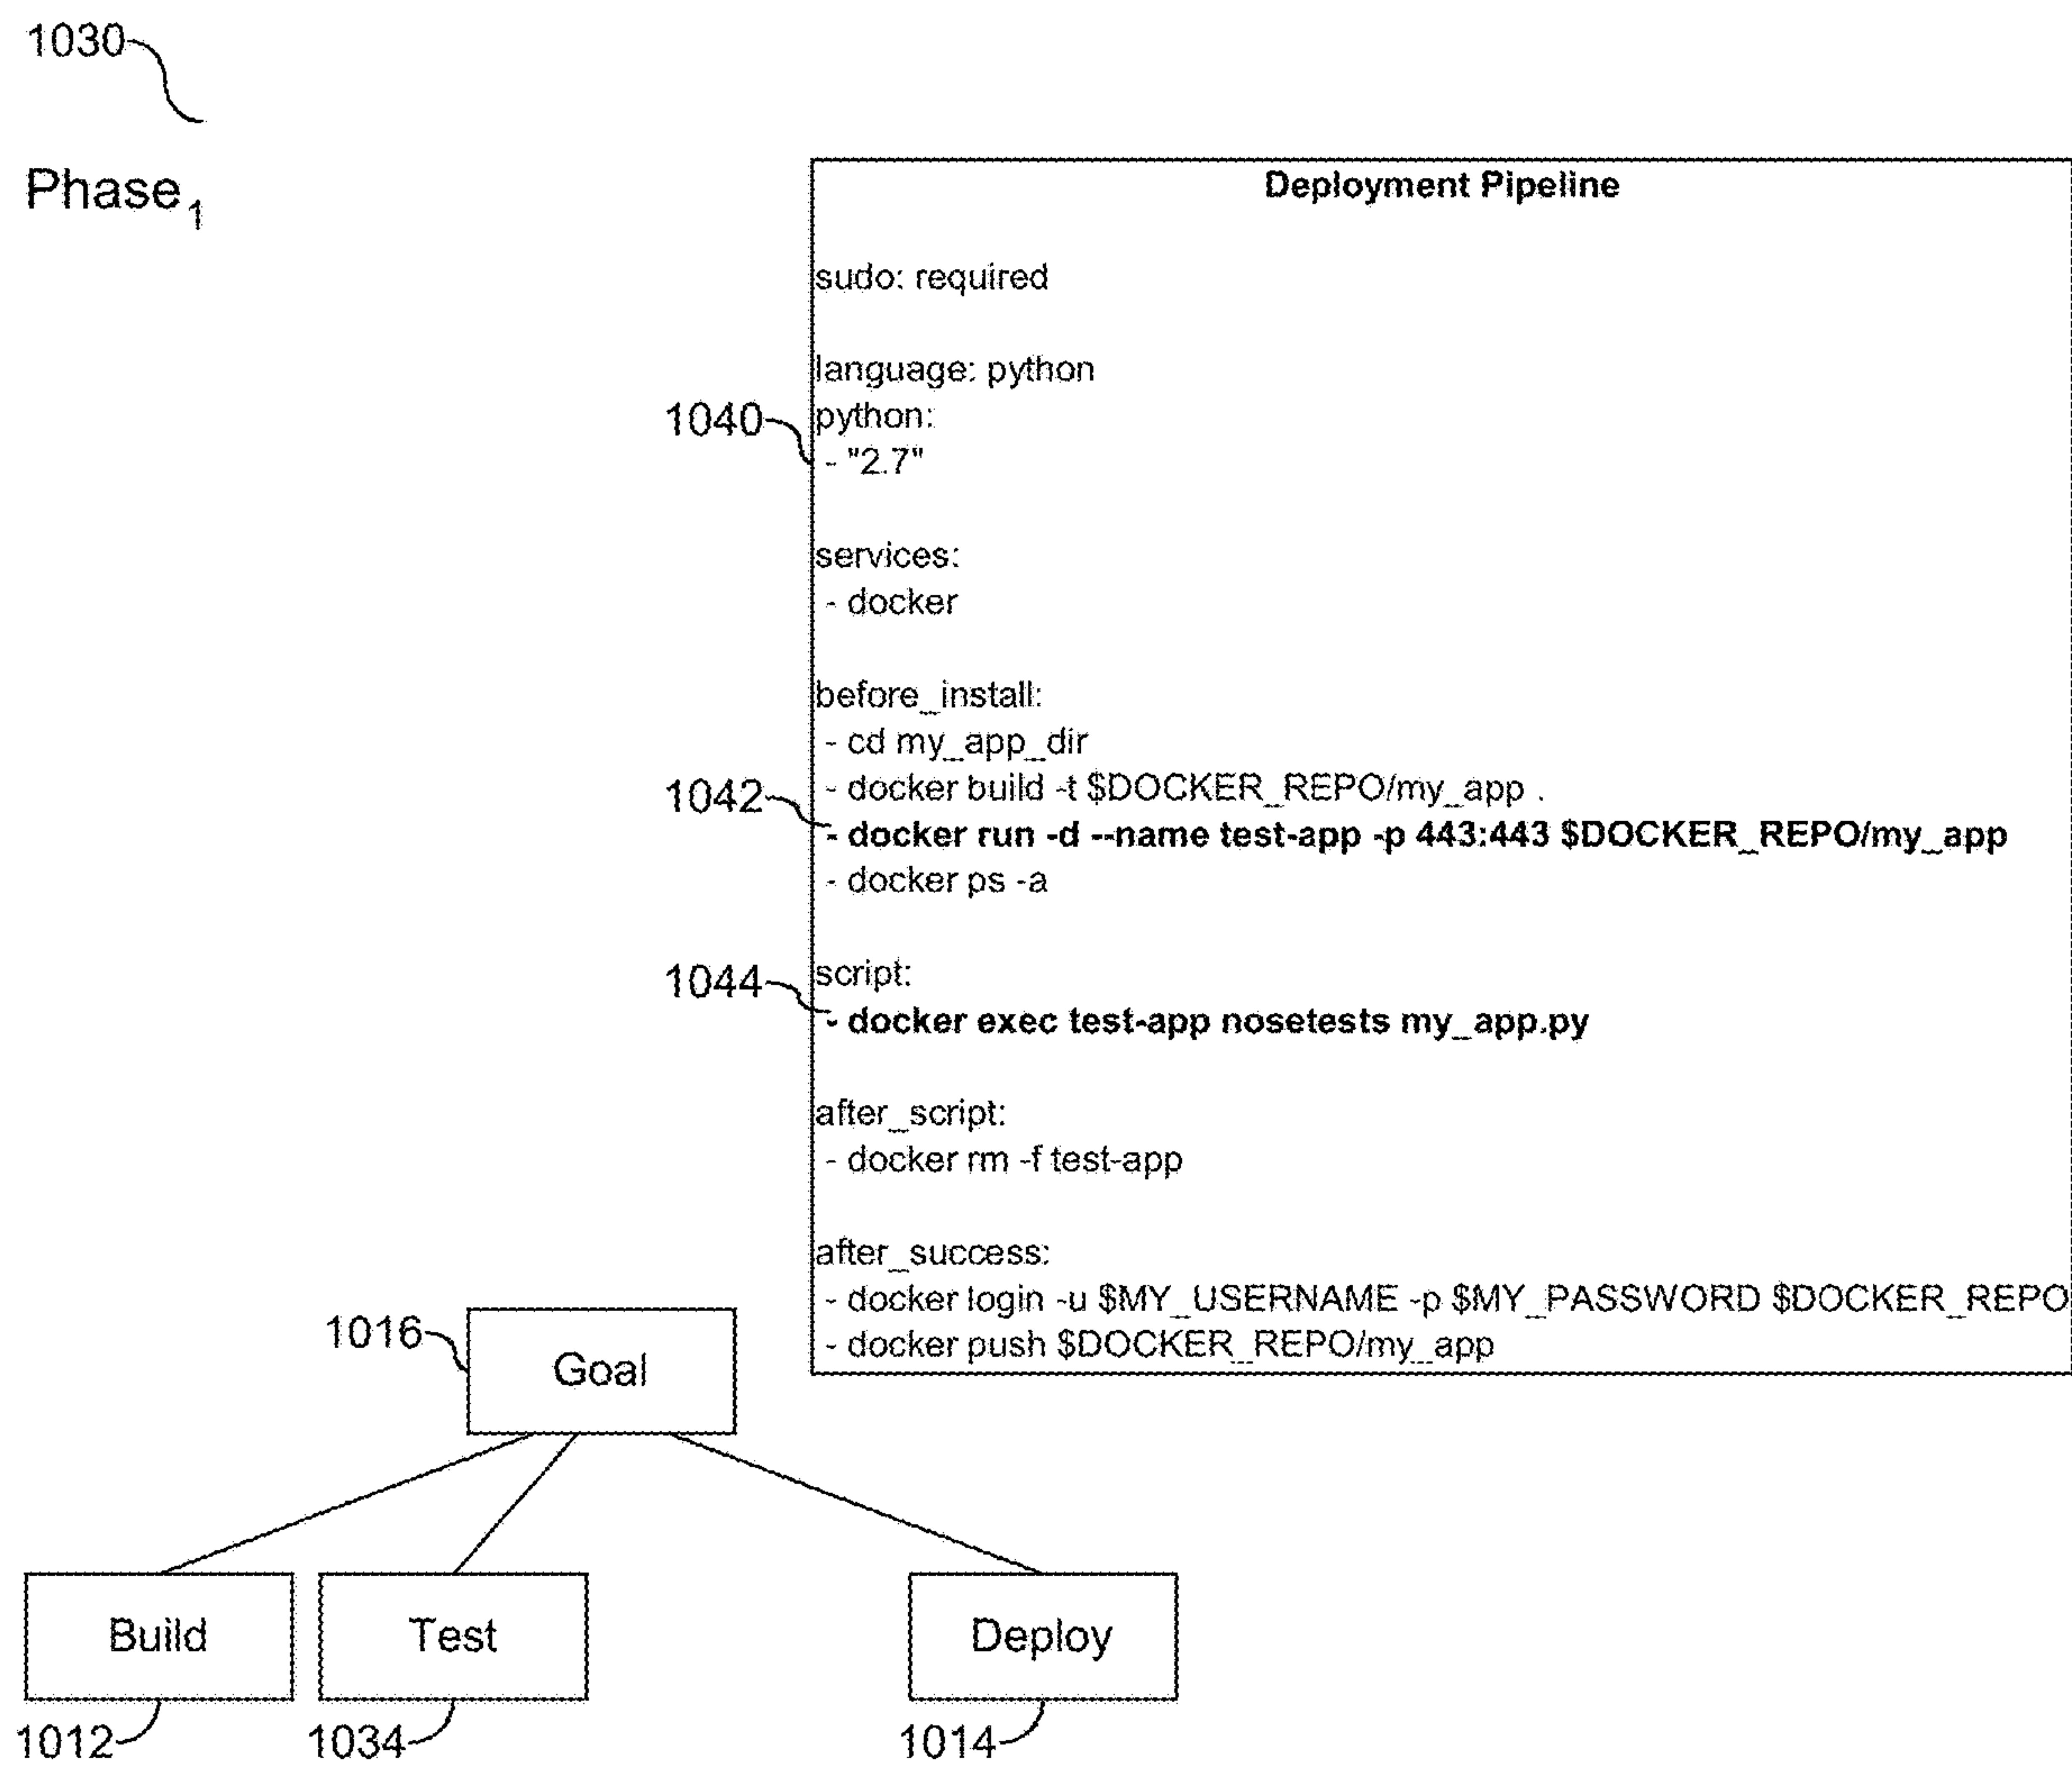 1030
Phase1
Deployment Pipeline
sudo: required
language: python
1040
python:
- "2.7"
services:
- docker
before_install:
- cd my_app_dir
1042
- docker build -t $DOCKER_REPO/my_app .
- docker run -d --name test-app -p 443:443 $DOCKER_REPO/my_app
- docker ps -a
1044
script:
- docker exec test-app nosetests my_app.py
after_script:
- docker rm -f test-app
after_success:
- docker login -u $MY_USERNAME -p $MY_PASSWORD $DOCKER_REPO
- docker push $DOCKER_REPO/my_app
1016
Goal
Build
Test
Deploy
1012
1034
1014